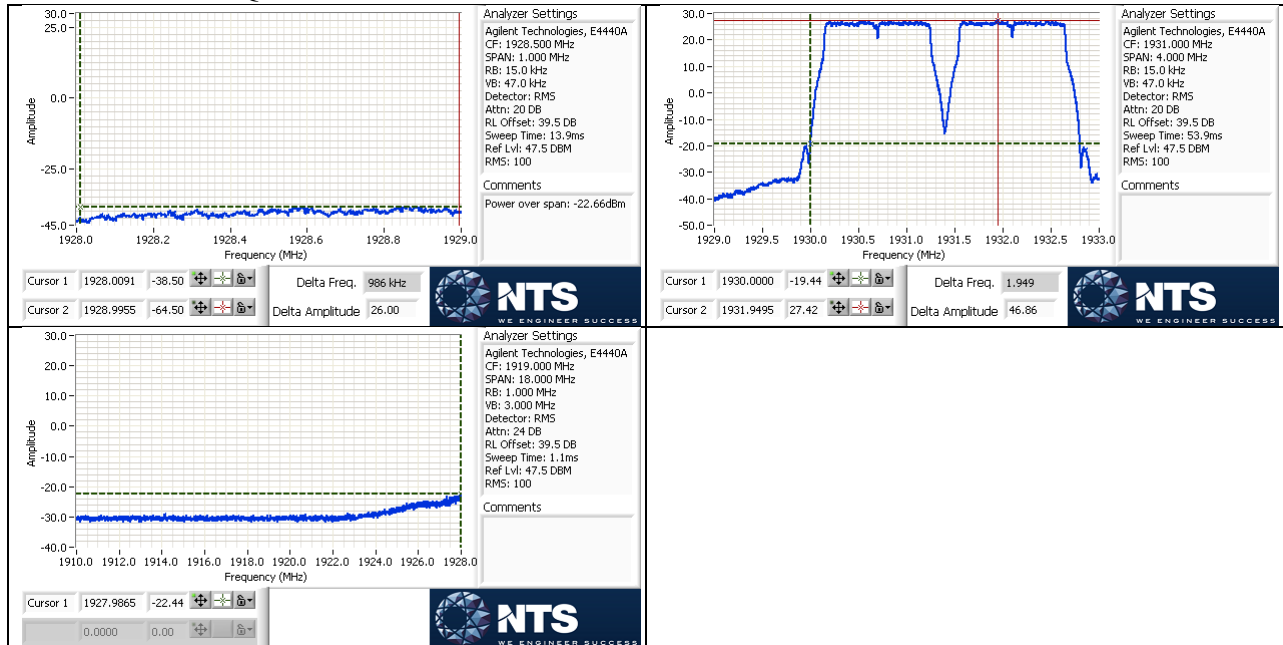 30.0
25.0
0.0
-25.0
-45.0
Amplitude
1928.0 1928.2 1928.4 1928.6 1928.8 1929.0
Frequency (MHz)
Analyzer Settings
Agilent Technologies, E4440A
CF: 1928.500 MHz
SPAN: 1.000 MHz
RB: 15.0 kHz
VB: 47.0 kHz
Detector: RMS
Attn: 20 DB
RL Offset: 39.5 DB
Sweep Time: 13.9ms
Ref Lvl: 47.5 DBM
RMS: 100
Comments
Power over span: -22.66dBm
Cursor 1 1928.0091 -38.50
Cursor 2 1928.9955 -64.50
Delta Freq. 986 kHz
Delta Amplitude 26.00
NTS
WE ENGINEER SUCCESS
30.0
20.0
10.0
0.0
-10.0
-20.0
-30.0
-40.0
-50.0
Amplitude
1929.0 1929.5 1930.0 1930.5 1931.0 1931.5 1932.0 1932.5 1933.0
Frequency (MHz)
Analyzer Settings
Agilent Technologies, E4440A
CF: 1931.000 MHz
SPAN: 4.000 MHz
RB: 15.0 kHz
VB: 47.0 kHz
Detector: RMS
Attn: 20 DB
RL Offset: 39.5 DB
Sweep Time: 53.9ms
Ref Lvl: 47.5 DBM
RMS: 100
Comments
Cursor 1 1930.0000 -19.44
Cursor 2 1931.9495 27.42
Delta Freq. 1.949
Delta Amplitude 46.86
NTS
WE ENGINEER SUCCESS
30.0
20.0
10.0
0.0
-10.0
-20.0
-30.0
-40.0
Amplitude
1910.0 1912.0 1914.0 1916.0 1918.0 1920.0 1922.0 1924.0 1926.0 1928.0
Frequency (MHz)
Analyzer Settings
Agilent Technologies, E4440A
CF: 1919.000 MHz
SPAN: 18.000 MHz
RB: 1.000 MHz
VB: 3.000 MHz
Detector: RMS
Attn: 24 DB
RL Offset: 39.5 DB
Sweep Time: 1.1ms
Ref Lvl: 47.5 DBM
RMS: 100
Comments
Cursor 1 1927.9865 -22.44
0.0000 0.00
NTS
WE ENGINEER SUCCESS